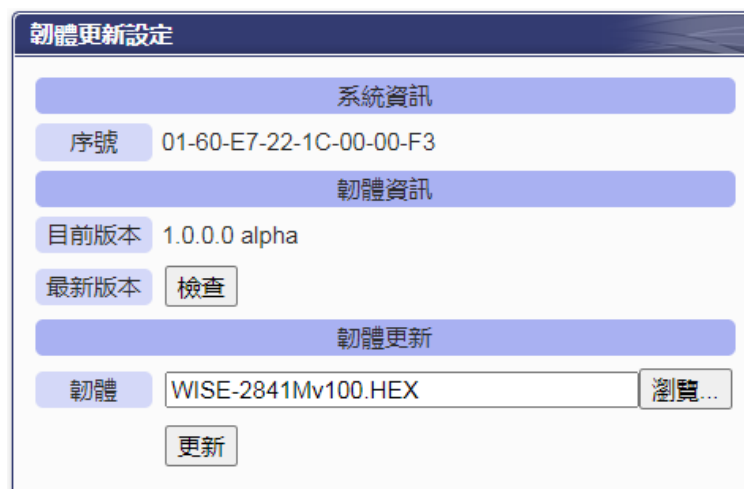 韌體更新設定
系統資訊
序號 01-60-E7-22-1C-00-00-F3
韌體資訊
目前版本 1.0.0.0 alpha
最新版本 檢查
韌體更新
韌體 WISE-2841Mv100.HEX 瀏覽...
更新